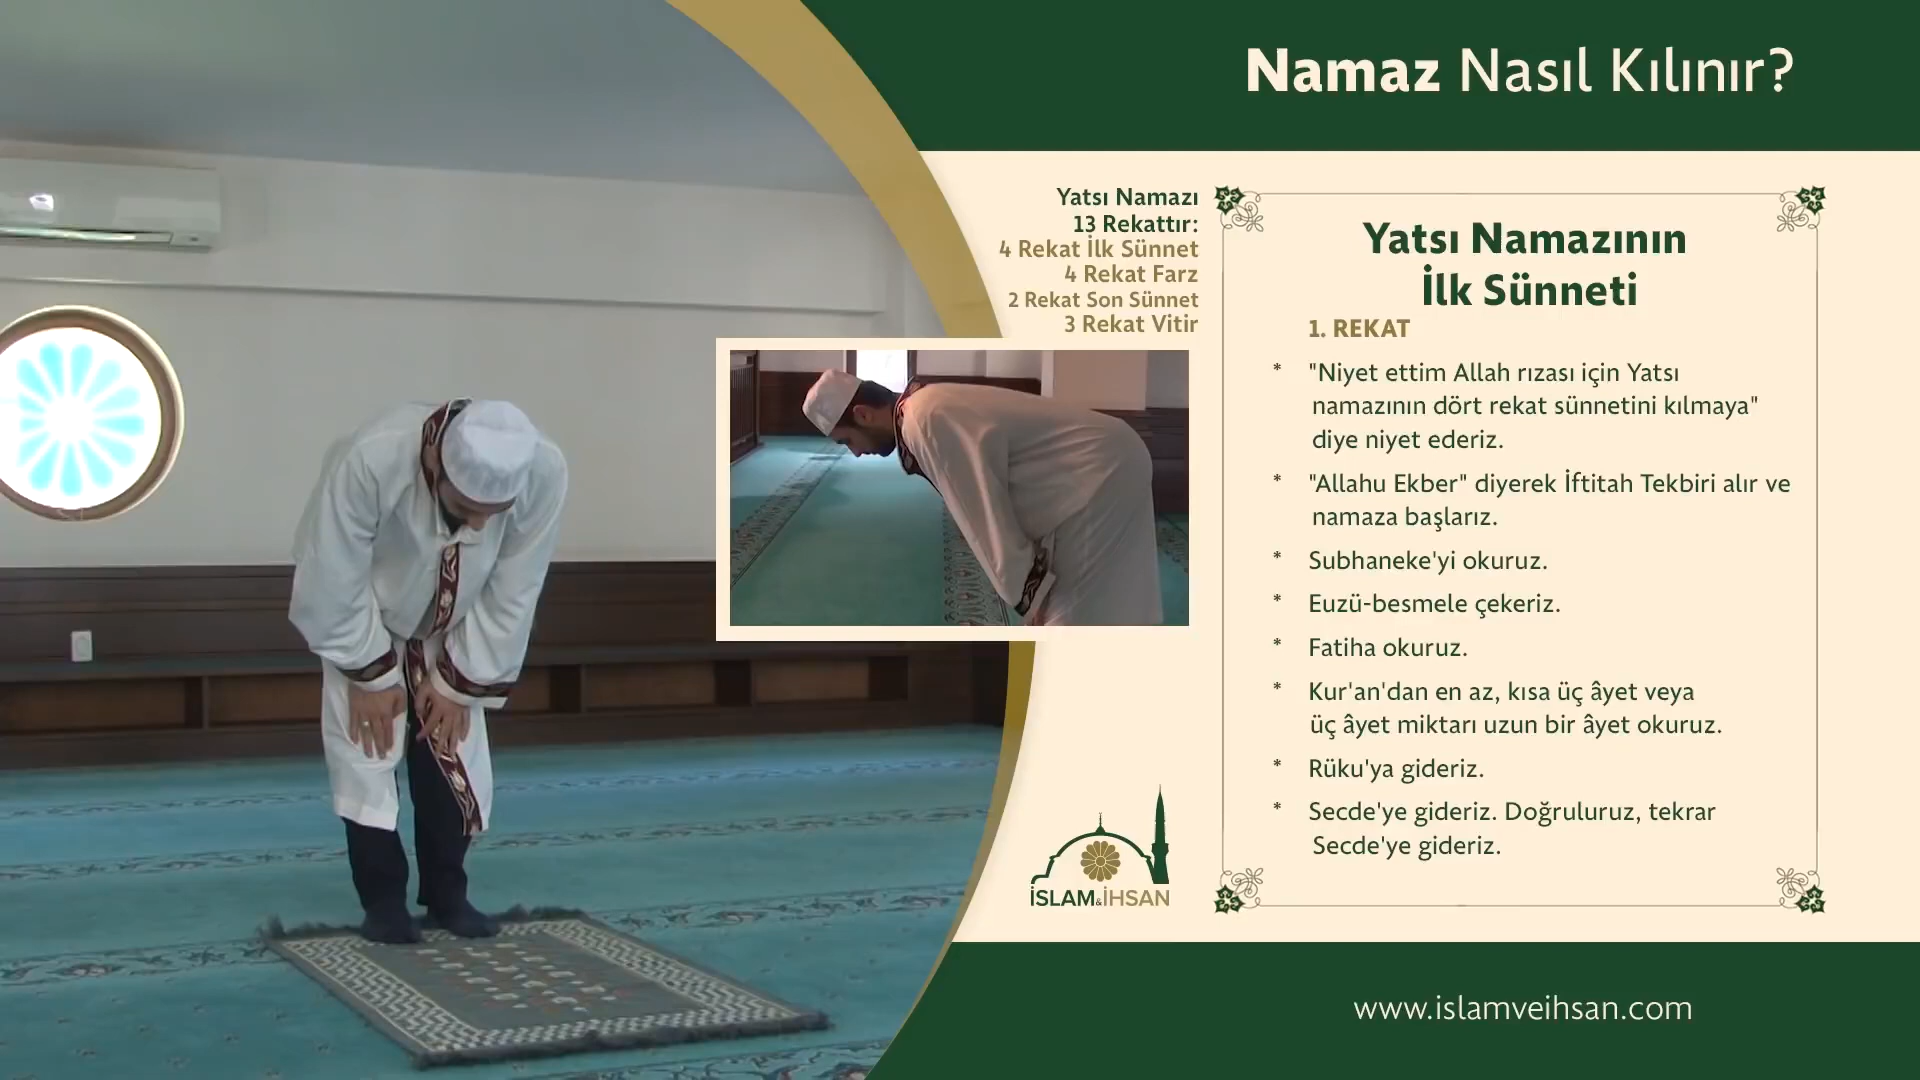 Namaz Nasıl Kılınır?
Yatsı Namazı
13 Rekattır:
4 Rekat İlk Sünnet
4 Rekat Farz
2 Rekat Son Sünnet
3 Rekat Vitir
Yatsı Namazının
İlk Sünneti
1. REKAT
* "Niyet ettim Allah rızası için Yatsı
namazının dört rekat sünnetini kılmaya"
diye niyet ederiz.
* "Allahu Ekber" diyerek İftitah Tekbiri alır ve
namaza başlarız.
* Subhaneke'yi okuruz.
* Euzü-besmele çekeriz.
* Fatiha okuruz.
* Kur'an'dan en az, kısa üç âyet veya
üç âyet miktarı uzun bir âyet okuruz.
* Rüku'ya gideriz.
* Secde'ye gideriz. Doğruluruz, tekrar
Secde'ye gideriz.
İSLAM&İHSAN
www.islamveihsan.com